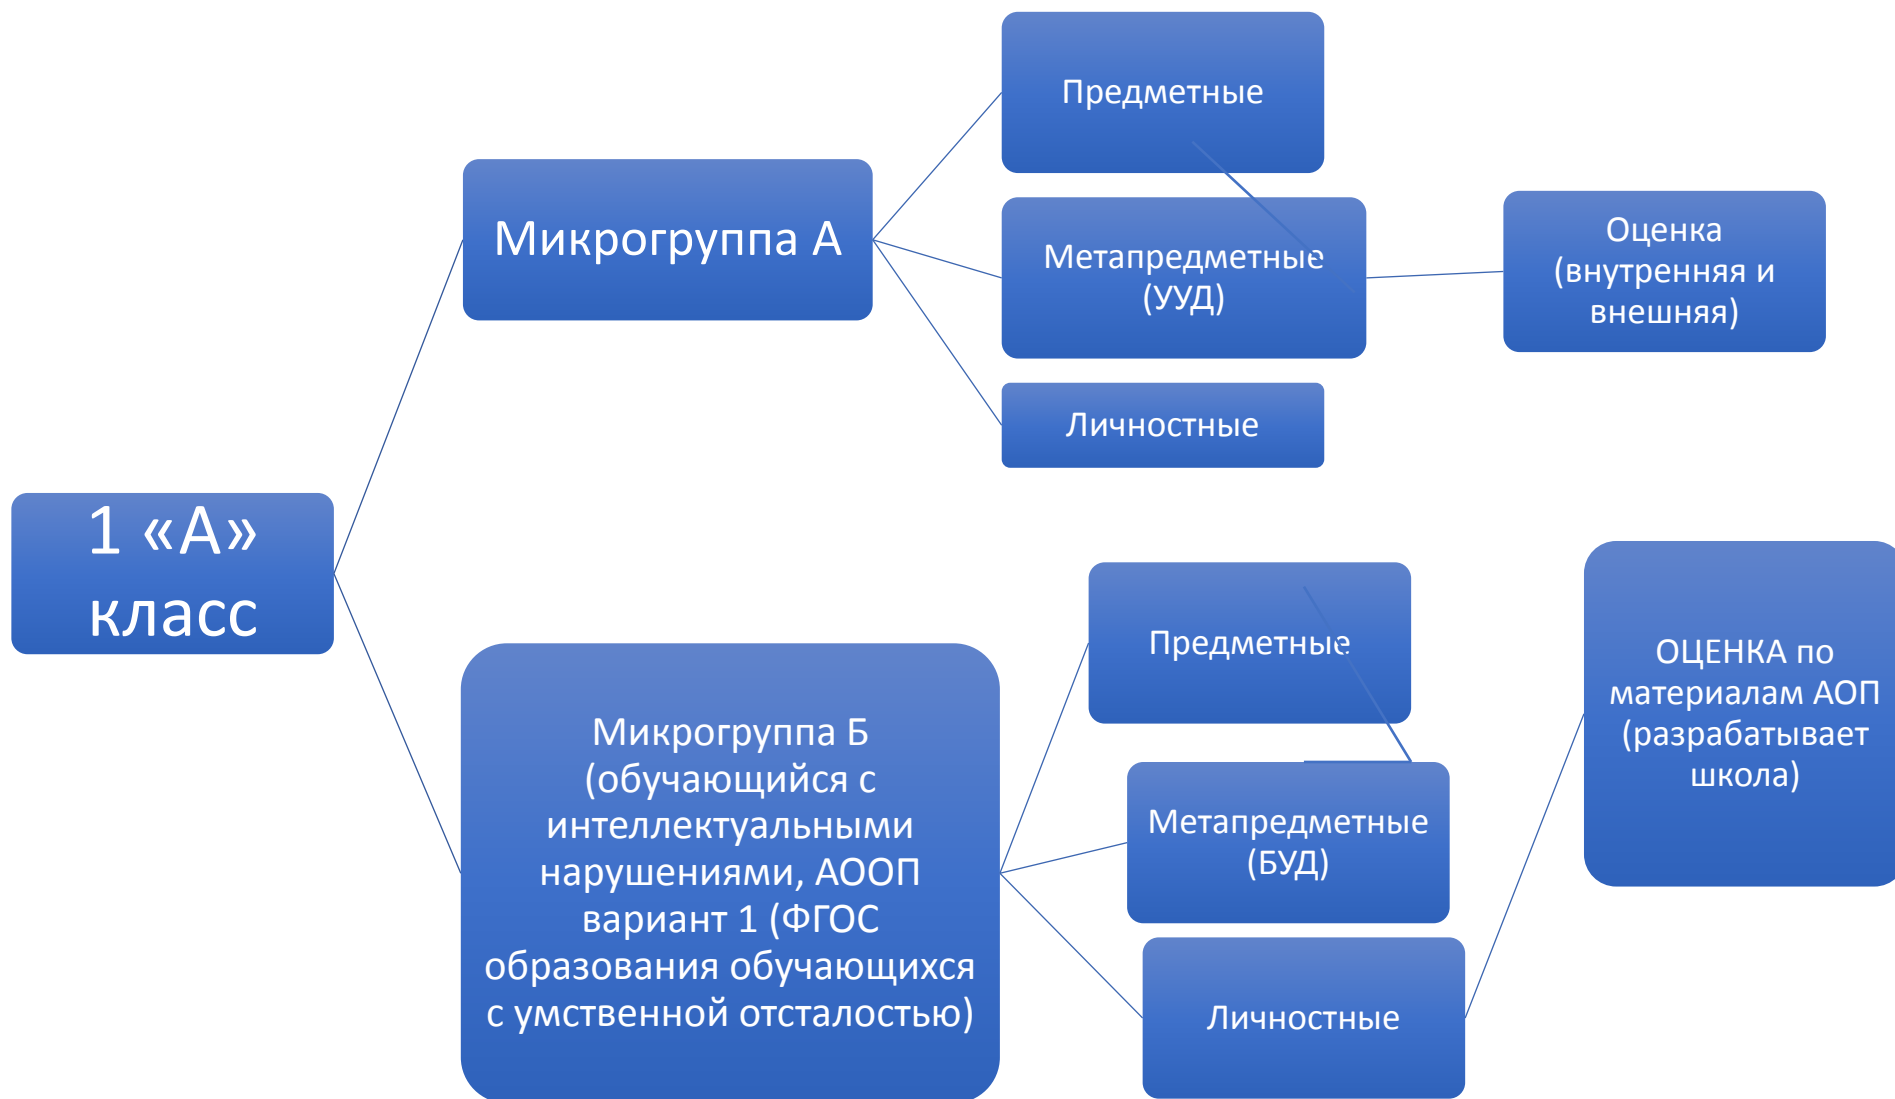 1 «А»
класс
Микрогруппа А
Предметные
Метапредметные
(УУД)
Личностные
Оценка
(внутренняя и
внешняя)
Микрогруппа Б
(обучающийся с
интеллектуальными
нарушениями, АООП
вариант 1 (ФГОС
образования обучающихся
с умственной отсталостью)
Предметные
Метапредметные
(БУД)
Личностные
ОЦЕНКА по
материалам АОП
(разрабатывает
школа)